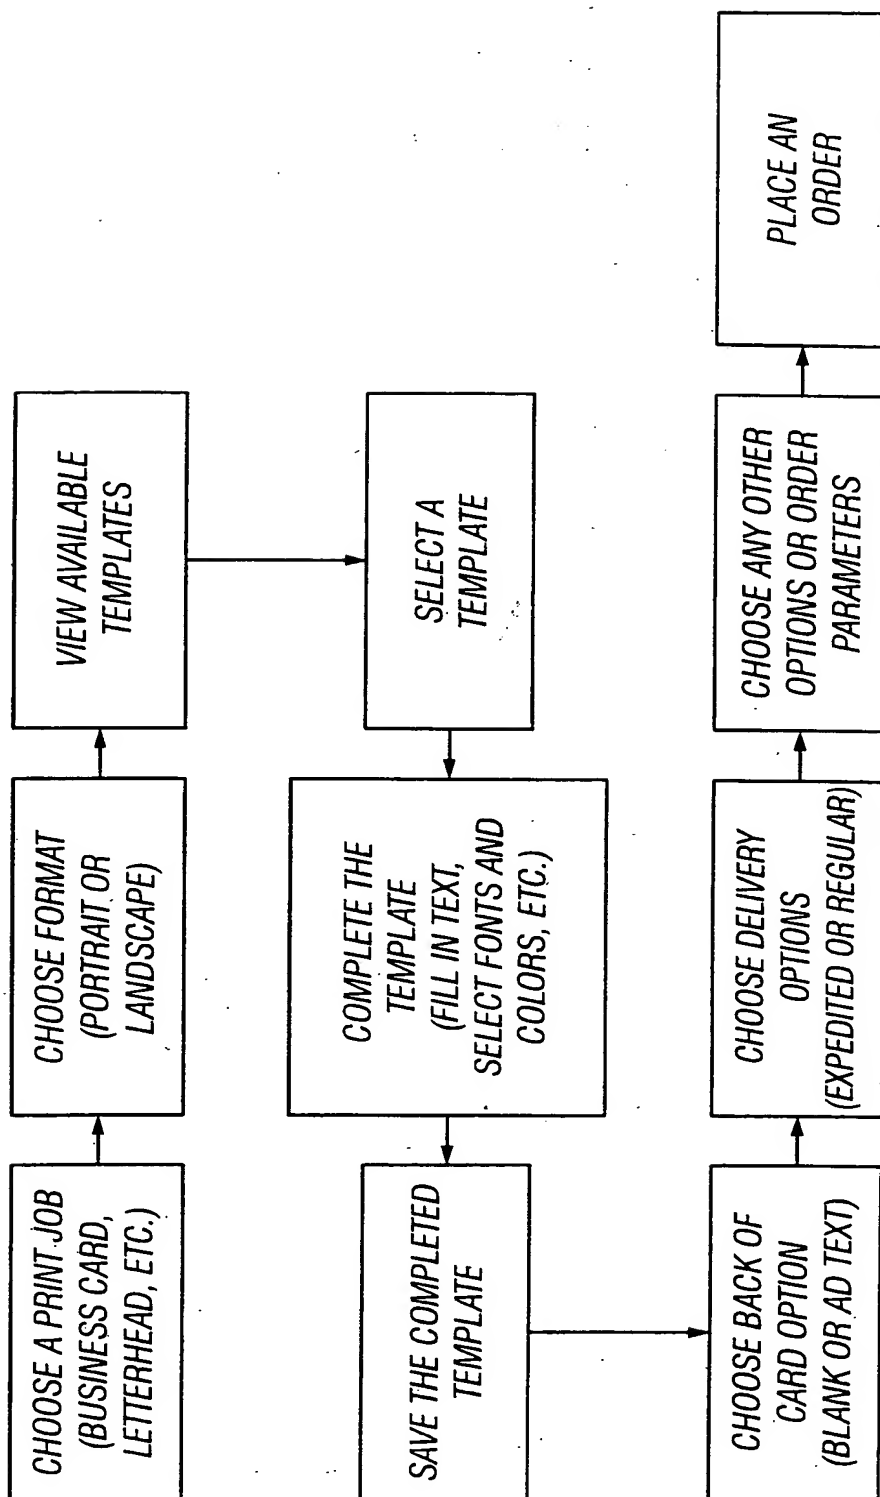 CHOOSE A PRINT JOB
(BUSINESS CARD,
LETTERHEAD, ETC.)
CHOOSE FORMAT
(PORTRAIT OR
LANDSCAPE)
VIEW AVAILABLE
TEMPLATES
SELECT A
TEMPLATE
COMPLETE THE
TEMPLATE
(FILL IN TEXT,
SELECT FONTS AND
COLORS, ETC.)
SAVE THE COMPLETED
TEMPLATE
CHOOSE BACK OF
CARD OPTION
(BLANK OR AD TEXT)
CHOOSE DELIVERY
OPTIONS
(EXPEDITED OR REGULAR)
CHOOSE ANY OTHER
OPTIONS OR ORDER
PARAMETERS
PLACE AN
ORDER